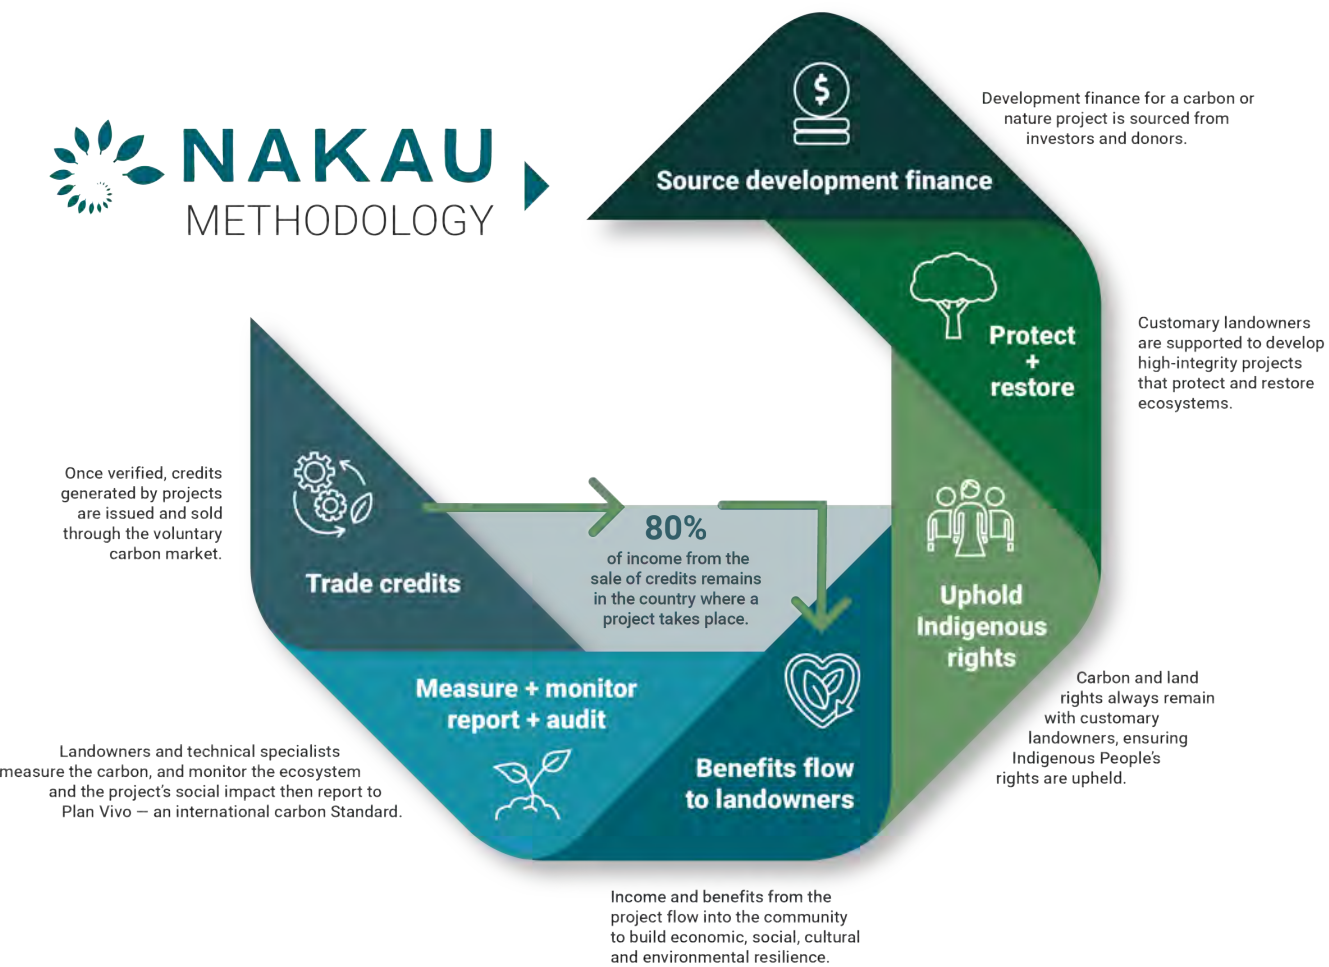 NAKAU
METHODOLOGY
$
Source development finance
Development finance for a carbon or
nature project is sourced from
investors and donors.
Protect
+
restore
Customary landowners
are supported to develop
high-integrity projects
that protect and restore
ecosystems.
Uphold
Indigenous
rights
Carbon and land
rights always remain
with customary
landowners, ensuring
Indigenous People's
rights are upheld.
Benefits flow
to landowners
Income and benefits from the
project flow into the community
to build economic, social, cultural
and environmental resilience.
Measure + monitor
report + audit
Landowners and technical specialists
measure the carbon, and monitor the ecosystem
and the project's social impact then report to
Plan Vivo — an international carbon Standard.
Trade credits
Once verified, credits
generated by projects
are issued and sold
through the voluntary
carbon market.
80%
of income from the
sale of credits remains
in the country where a
project takes place.